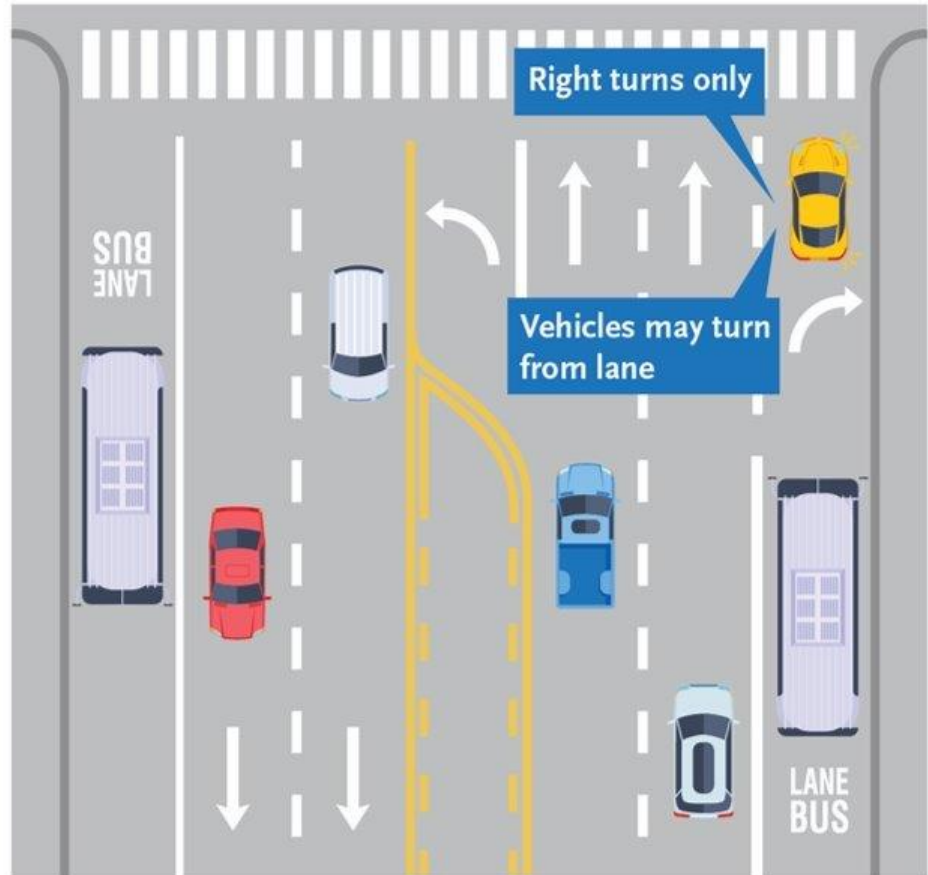 Right turns only
BUS
LANE
Vehicles may turn
from lane
LANE
BUS